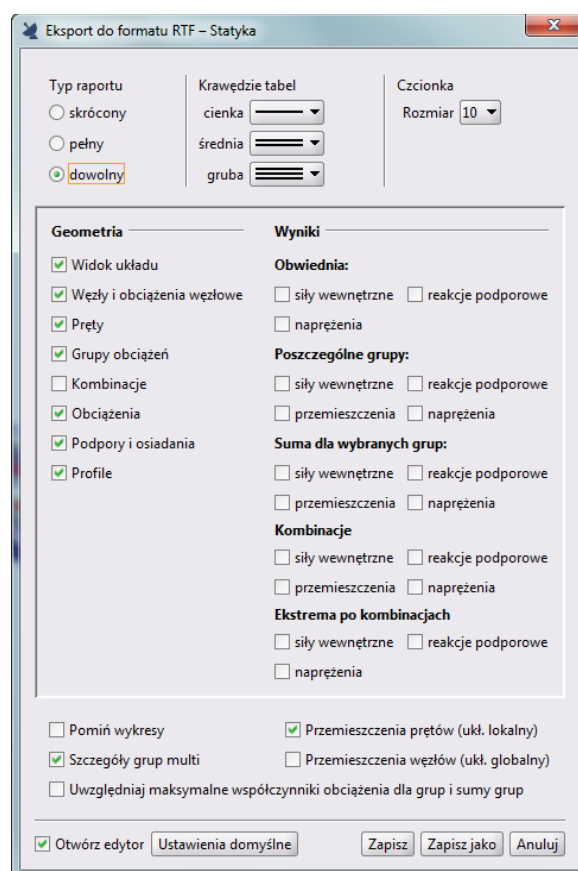 Eksport do formatu RTF – Statyka
Typ raportu
Krawędzie tabel
Czcionka
skrócony
cienka
Rozmiar 10
pełny
średnia
dowolny
gruba
Geometria
Wyniki
Widok układu
Obwiednia:
Węzły i obciążenia węzłowe
siły wewnętrzne
reakcje podporowe
Pręty
naprężenia
Grupy obciążeń
Poszczególne grupy:
Kombinacje
siły wewnętrzne
reakcje podporowe
Obciążenia
przemieszczenia
naprężenia
Podpory i osiadania
Suma dla wybranych grup:
Profile
siły wewnętrzne
reakcje podporowe
przemieszczenia
naprężenia
Kombinacje
siły wewnętrzne
reakcje podporowe
przemieszczenia
naprężenia
Ekstrema po kombinacjach
siły wewnętrzne
reakcje podporowe
naprężenia
Pomiń wykresy
Przemieszczenia prętów (ukł. lokalny)
Szczegóły grup multi
Przemieszczenia węzłów (ukł. globalny)
Uwzględniaj maksymalne współczynniki obciążenia dla grup i sumy grup
Otwórz edytor
Ustawienia domyślne
Zapisz
Zapisz jako
Anuluj